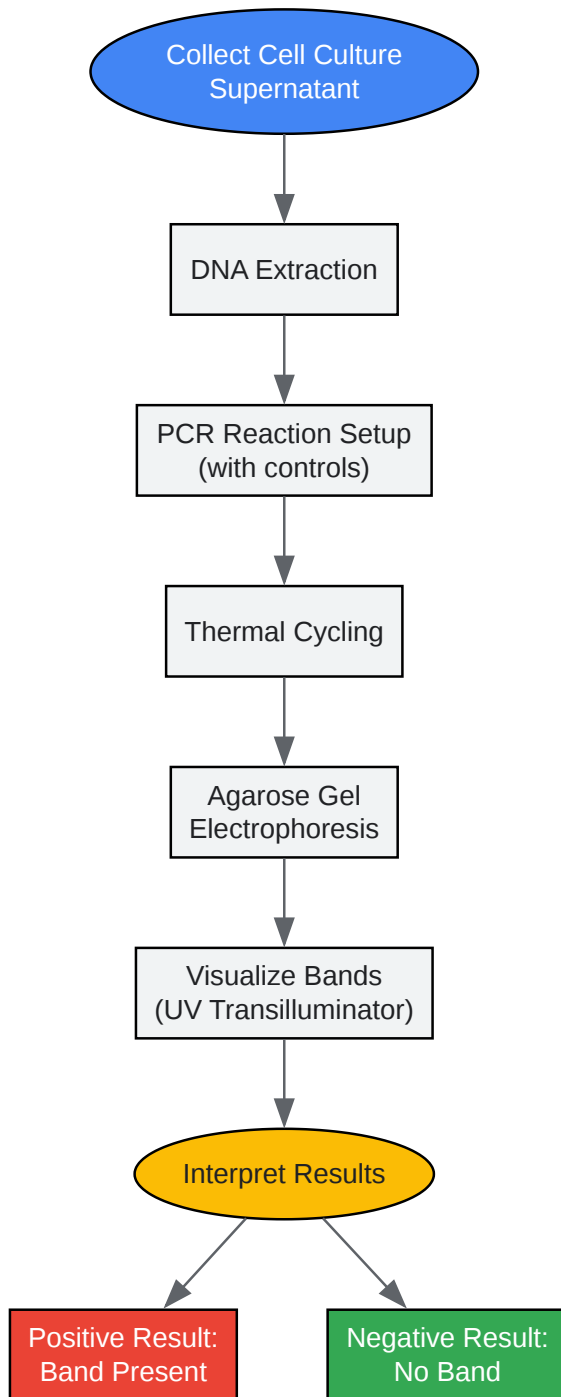 Collect Cell Culture
Supernatant
DNA Extraction
PCR Reaction Setup
(with controls)
Thermal Cycling
Agarose Gel
Electrophoresis
Visualize Bands
(UV Transilluminator)
Interpret Results
Positive Result:
Band Present
Negative Result:
No Band